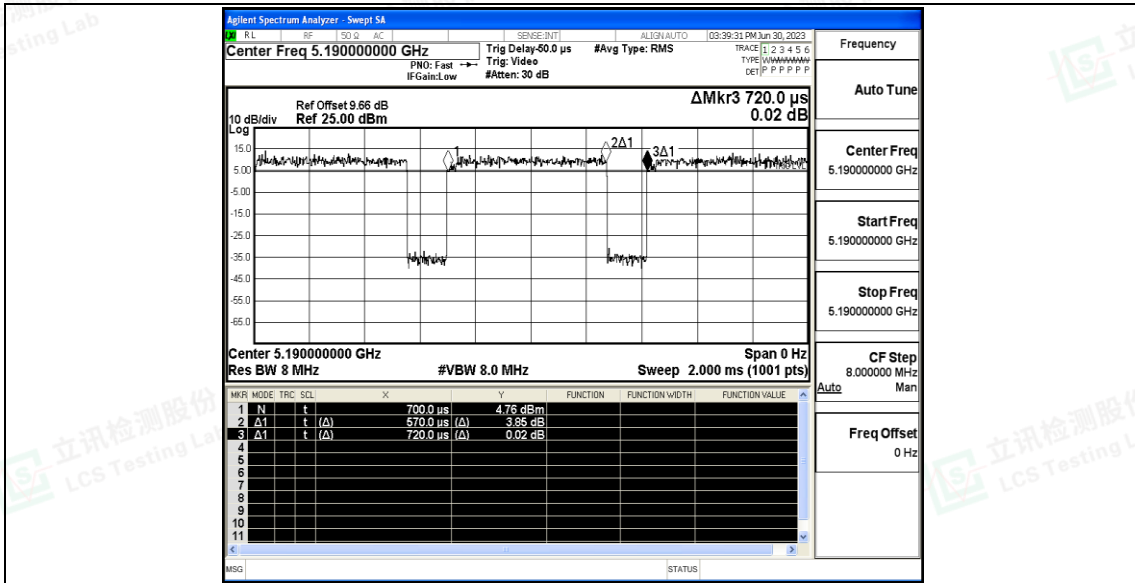 Agilent Spectrum Analyzer - Swept SA
LXI RL RF 50 Ω AC SENSE:INT ALIGNAUTO 03:39:31 PM Jun 30, 2023
Center Freq 5.190000000 GHz
PNO: Fast
IFGain:Low
Trig Delay-50.0 µs
Trig: Video
#Atten: 30 dB
#Avg Type: RMS
TRACE 1 2 3 4 5 6
TYPE WWWWWW
DET P P P P P P
ΔMkr3 720.0 µs
0.02 dB
Ref Offset 9.66 dB
10 dB/div Ref 25.00 dBm
Log
15.0
5.00
-5.00
-15.0
-25.0
-35.0
-45.0
-55.0
-65.0
1
2Δ1
3Δ1
TRIG LVL
Center 5.190000000 GHz Span 0 Hz
Res BW 8 MHz #VBW 8.0 MHz Sweep 2.000 ms (1001 pts)
MKR MODE TRC SCL X Y FUNCTION FUNCTION WIDTH FUNCTION VALUE
1 N t 700.0 µs 4.76 dBm
2 Δ1 t (Δ) 570.0 µs (Δ) 3.85 dB
3 Δ1 t (Δ) 720.0 µs (Δ) 0.02 dB
4
5
6
7
8
9
10
11
MSG STATUS
Frequency
Auto Tune
Center Freq
5.190000000 GHz
Start Freq
5.190000000 GHz
Stop Freq
5.190000000 GHz
CF Step
8.000000 MHz
Auto Man
Freq Offset
0 Hz
立讯检测股份
LCS Testing Lab
立讯检测股份
LCS Testing L